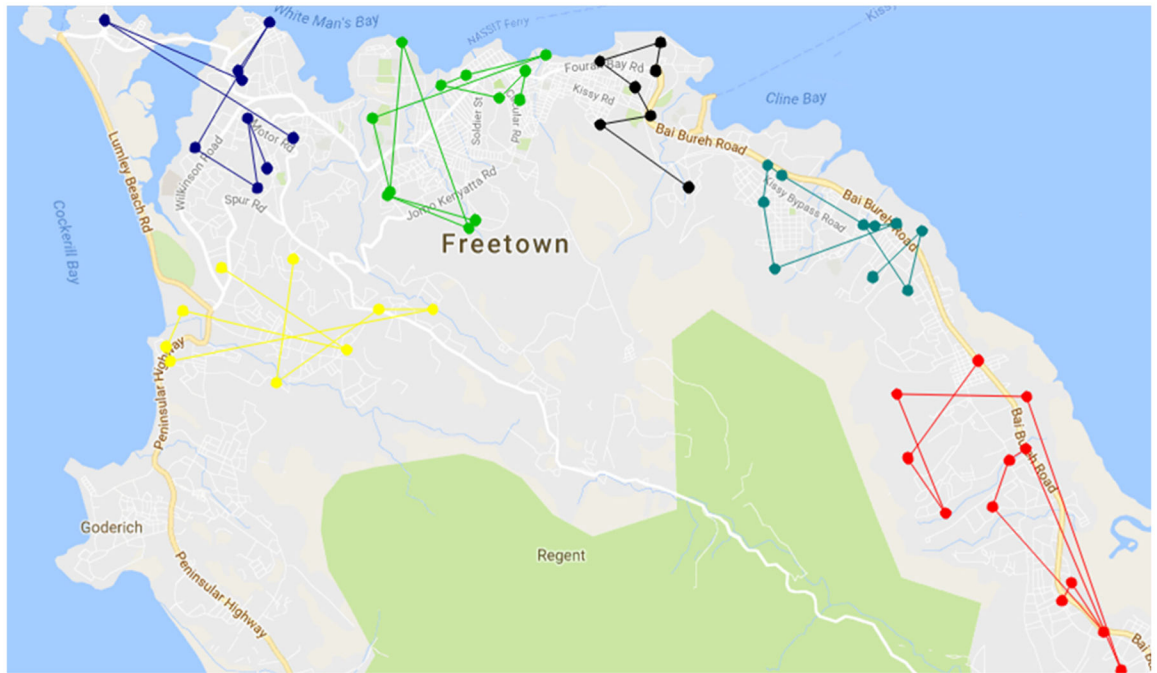 White Man's Bay
NASSIT Ferry
Kissy
Fourah Bay Road
Kissy Rd
Cline Bay
Soldier St
Circular Rd
Motor Rd
Lumley Beach Rd
Wilkinson Road
Bai Bureh Road
Kissy Bypass Road
Bai Bureh Road
Jomo Kenyatta Rd
Spur Rd
Cockerill Bay
Freetown
Peninsular Highway
Bai Bureh Road
Goderich
Regent
Peninsular Highway